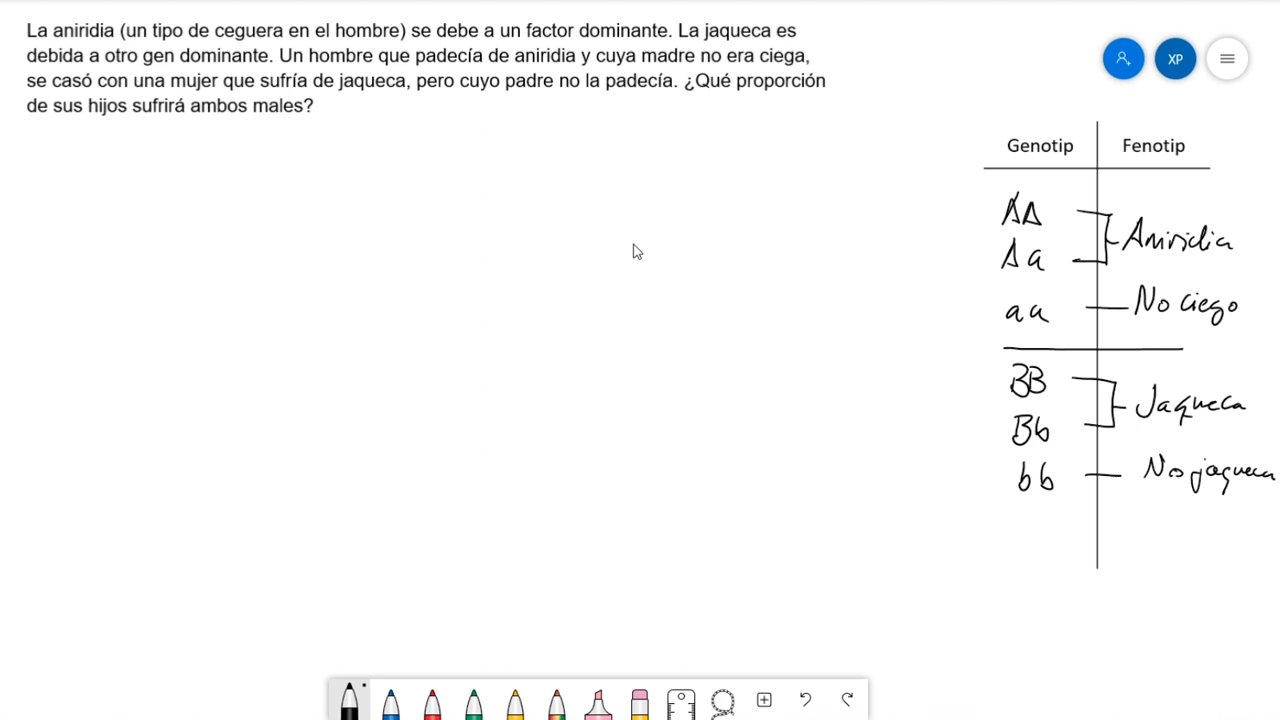 La aniridia (un tipo de ceguera en el hombre) se debe a un factor dominante. La jaqueca es
debida a otro gen dominante. Un hombre que padecía de aniridia y cuya madre no era ciega,
se casó con una mujer que sufría de jaqueca, pero cuyo padre no la padecía. ¿Qué proporción
de sus hijos sufrirá ambos males?
XP
Genotip Fenotip
AA
Aa
Aniridia
aa No ciego
BB
Bb
Jaqueca
bb No jaqueca